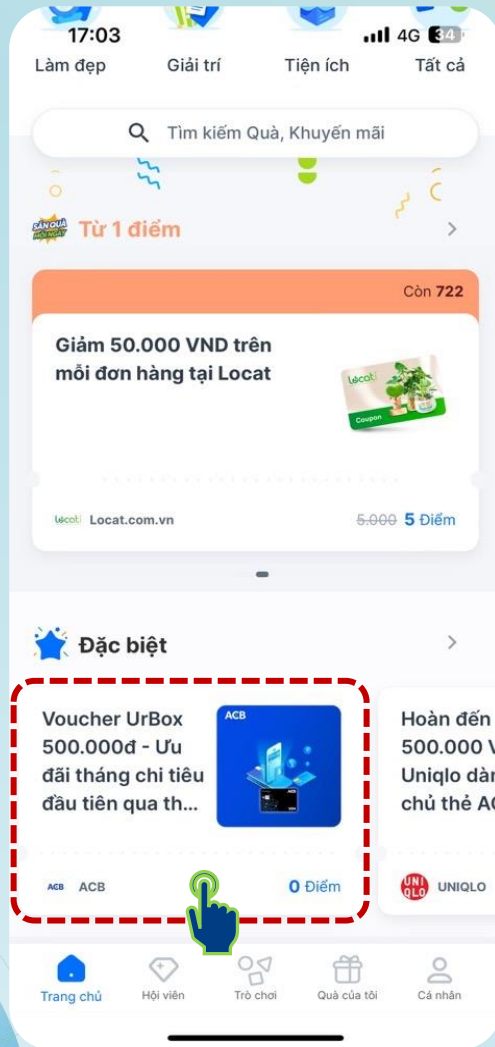 17:03
4G 34
Làm đẹp Giải trí Tiện ích Tất cả
Tìm kiếm Quà, Khuyến mãi
SĂN QUÀ
MỖI NGÀY
Từ 1 điểm
Còn 722
Giảm 50.000 VND trên
mỗi đơn hàng tại Locat
Locat
Coupon
Locat Locat.com.vn
5.000 5 Điểm
Đặc biệt
Voucher UrBox
500.000đ - Ưu
đãi tháng chi tiêu
đầu tiên qua th...
ACB
ACB ACB
0 Điểm
Hoàn đến
500.000 V
Uniqlo dàn
chủ thẻ AC
UNI
QLO
UNIQLO
Trang chủ Hội viên Trò chơi Quà của tôi Cá nhân